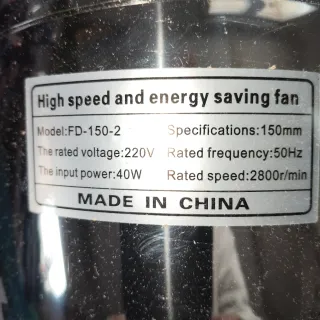 High speed and energy saving fan
Model:FD-150-2 Specifications:150mm
The rated voltage:220V Rated frequency:50Hz
The input power:40W Rated speed:2800r/min
MADE IN CHINA